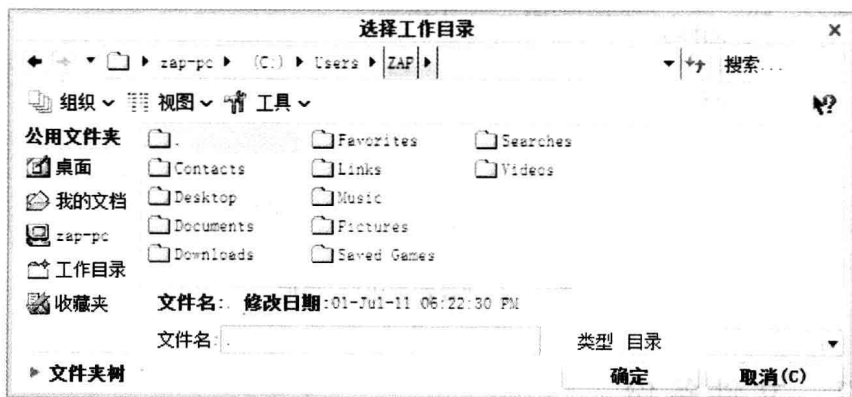 选择工作目录 ×
zap-pc (C:) Users ZAP 搜索...
组织 视图 工具
公用文件夹 . Favorites Searches
桌面 Contacts Links Videos
我的文档 Desktop Music
zap-pc Documents Pictures
工作目录 Downloads Saved Games
收藏夹 文件名:. 修改日期:01-Jul-11 06:22:30 PM
文件名: . 类型 目录
文件夹树 确定 取消(C)